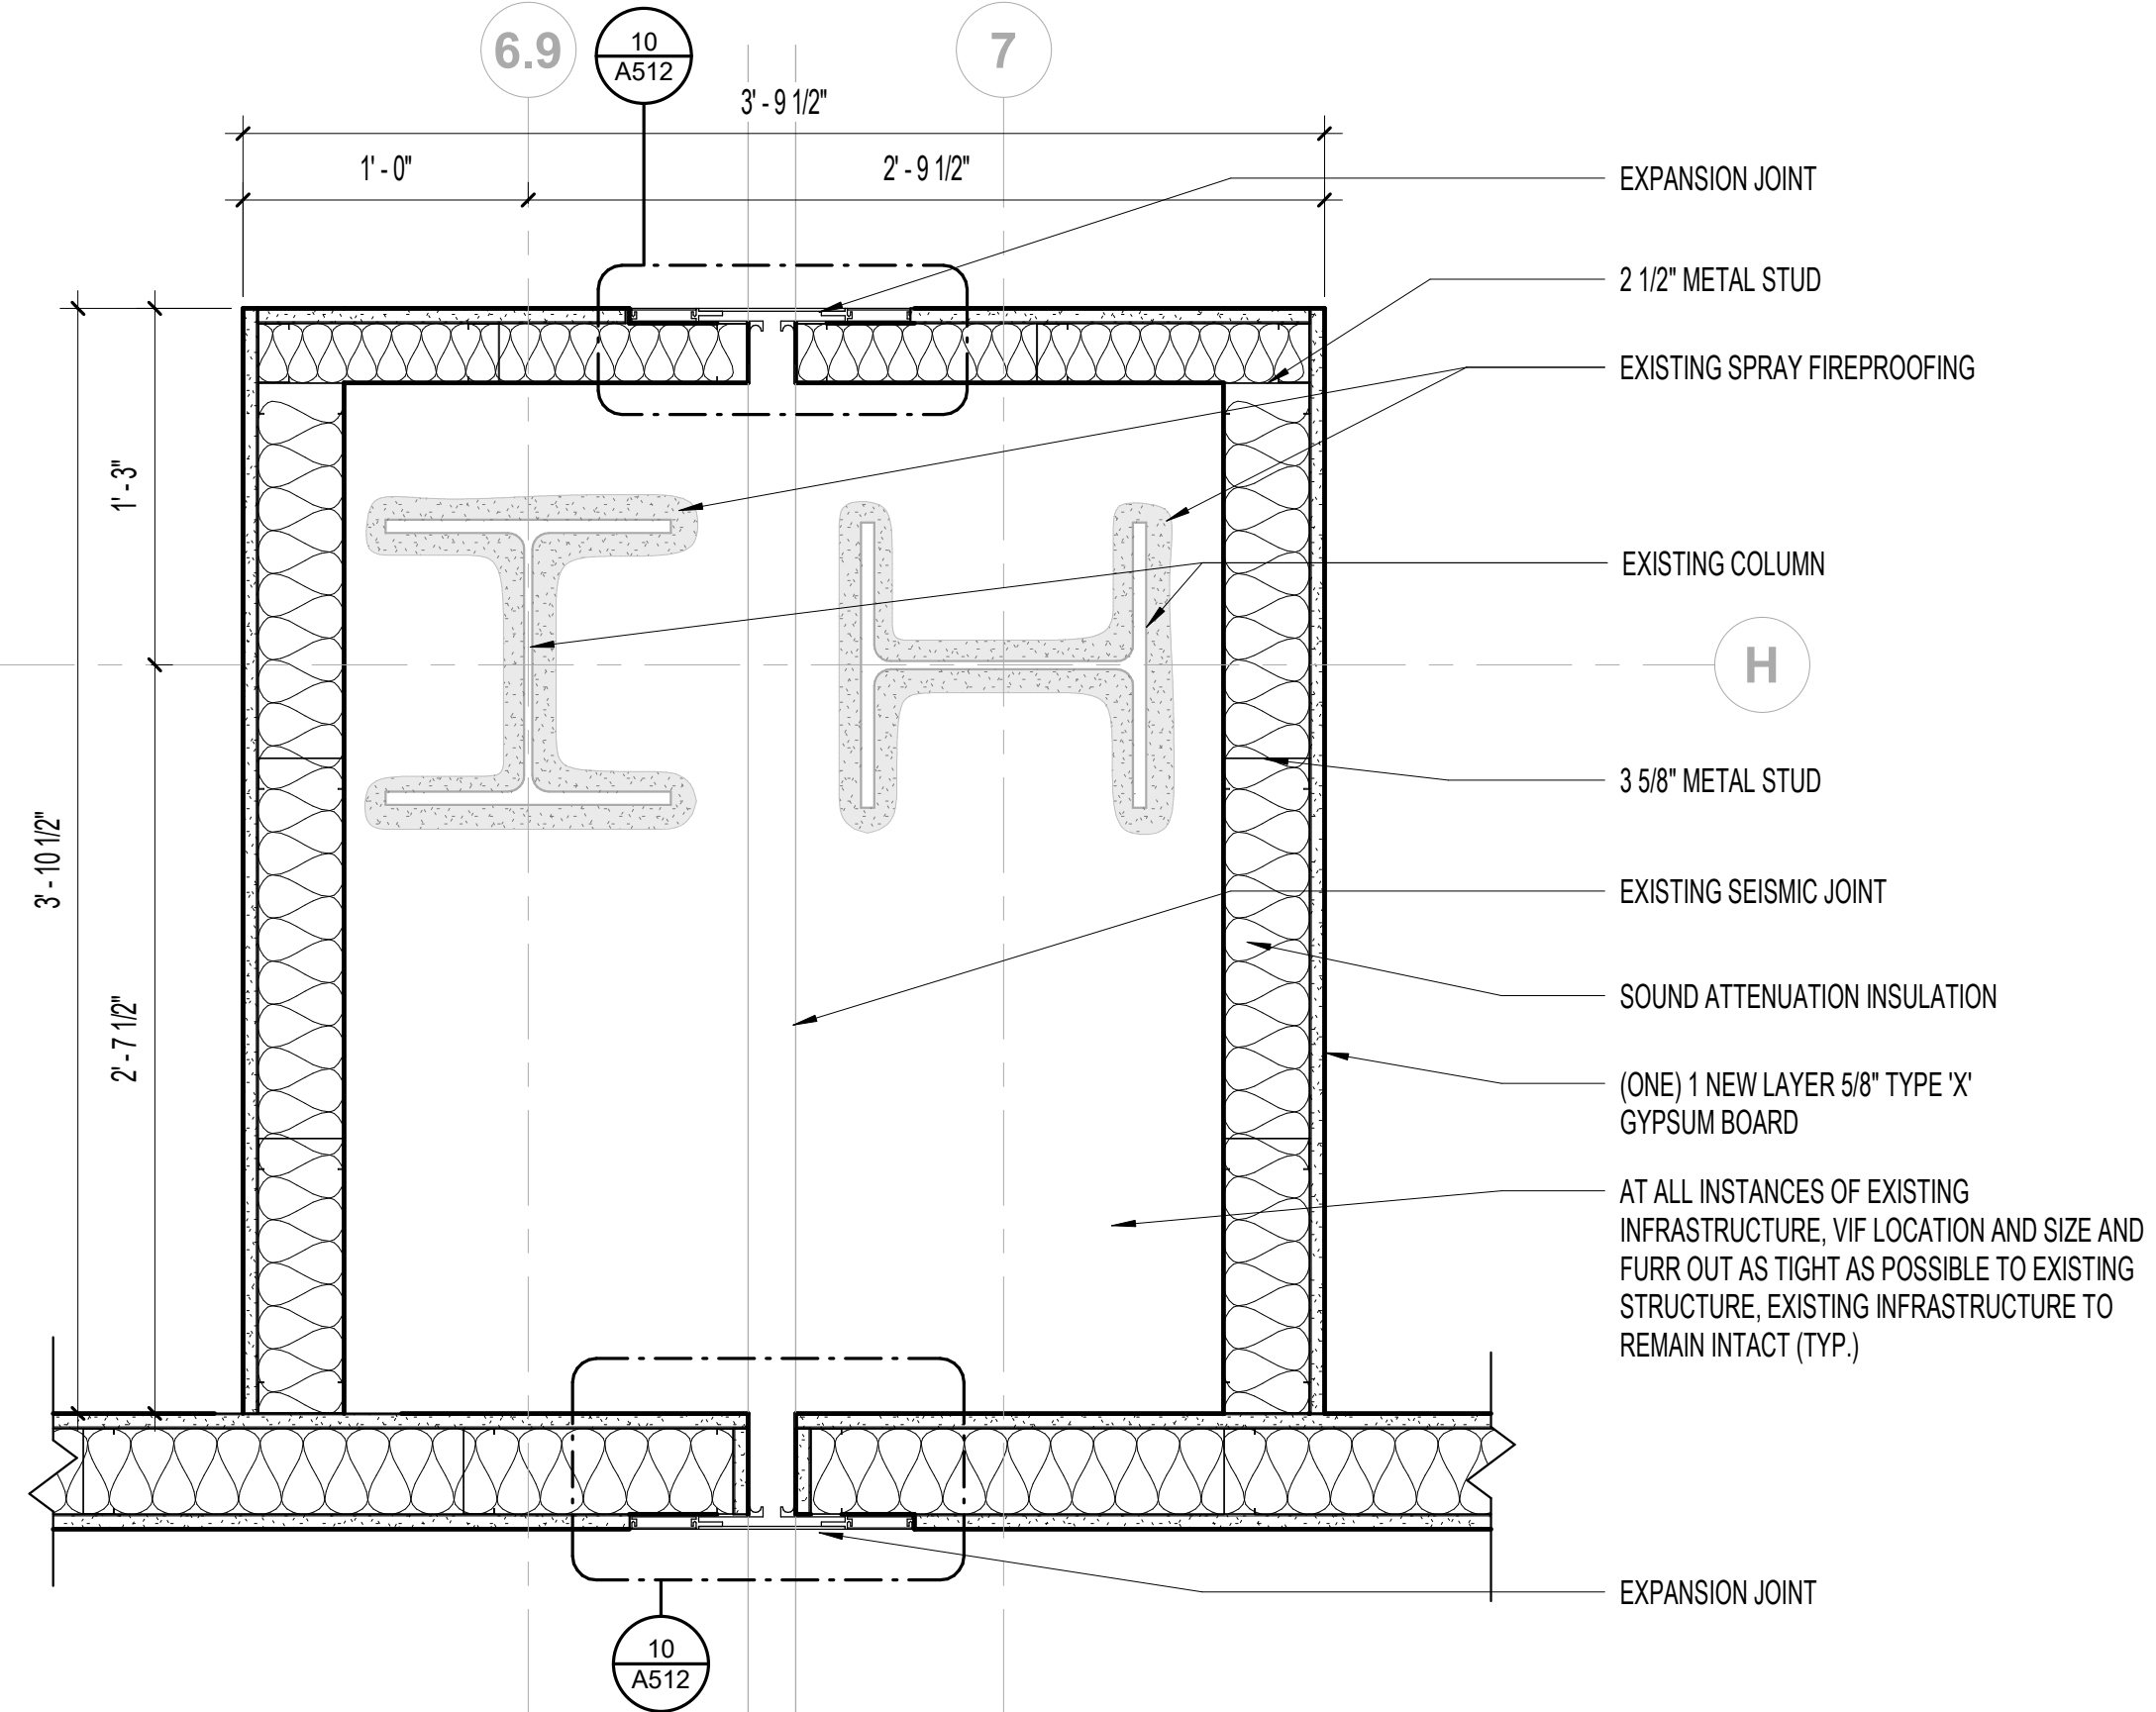 6.9
10
A512
7
3' - 9 1/2"
1' - 0"
2' - 9 1/2"
EXPANSION JOINT
2 1/2" METAL STUD
EXISTING SPRAY FIREPROOFING
1' - 3"
EXISTING COLUMN
H
3 5/8" METAL STUD
3' - 10 1/2"
EXISTING SEISMIC JOINT
2' - 7 1/2"
SOUND ATTENUATION INSULATION
(ONE) 1 NEW LAYER 5/8" TYPE 'X'
GYPSUM BOARD
AT ALL INSTANCES OF EXISTING
INFRASTRUCTURE, VIF LOCATION AND SIZE AND
FURR OUT AS TIGHT AS POSSIBLE TO EXISTING
STRUCTURE, EXISTING INFRASTRUCTURE TO
REMAIN INTACT (TYP.)
EXPANSION JOINT
10
A512